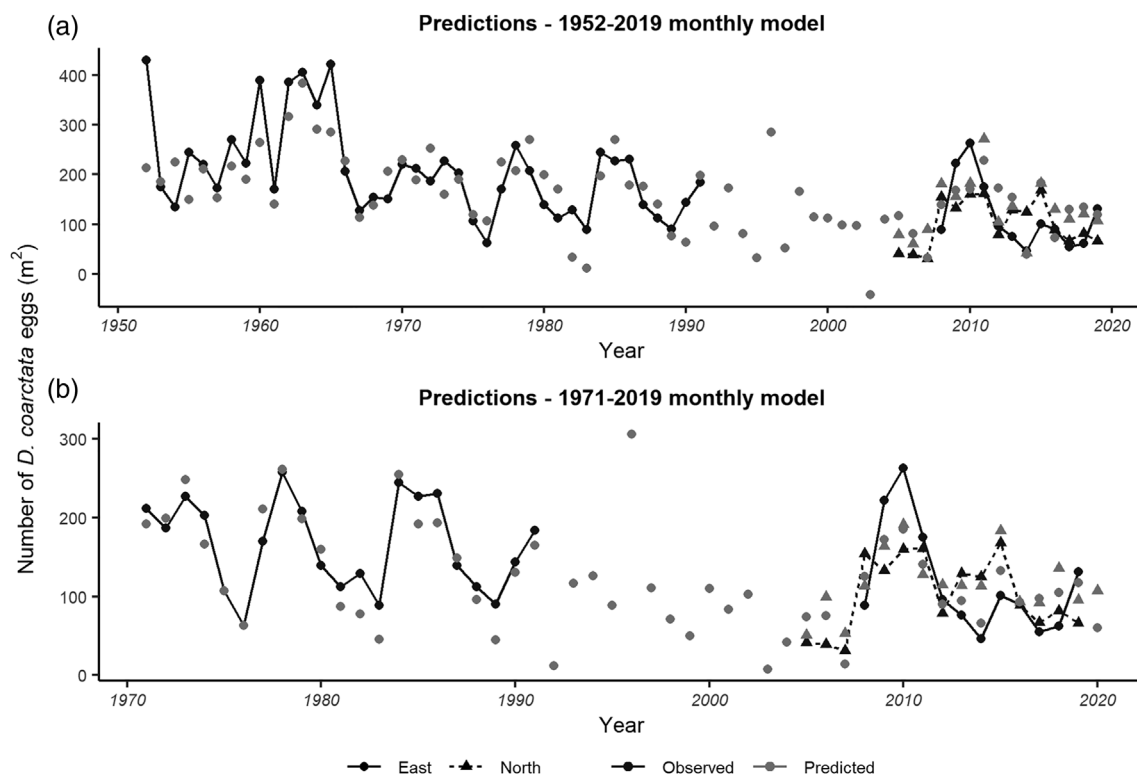 (a)
Predictions - 1952-2019 monthly model
400
300
200
100
0
1950 1960 1970 1980 1990 2000 2010 2020
Year
Number of D. coarctata eggs (m²)
(b)
Predictions - 1971-2019 monthly model
300
200
100
0
1970 1980 1990 2000 2010 2020
Year
East North Observed Predicted